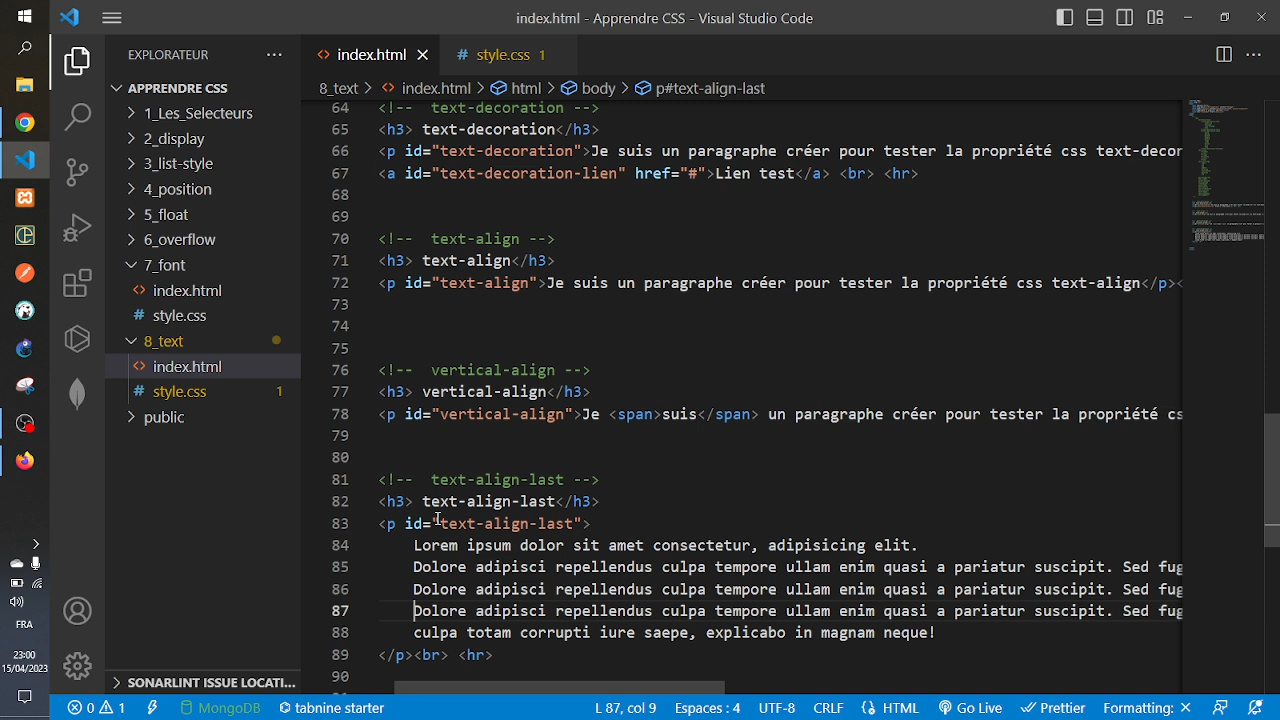 index.html - Apprendre CSS - Visual Studio Code
EXPLORATEUR
index.html
# style.css 1
APPRENDRE CSS
8_text > index.html > html > body > p#text-align-last
1_Les_Selecteurs
2_display
3_list-style
4_position
5_float
6_overflow
7_font
index.html
# style.css
8_text
index.html
# style.css 1
public
SONARLINT ISSUE LOCATI...
64 <!--  text-decoration -->
65 <h3> text-decoration</h3>
66 <p id="text-decoration">Je suis un paragraphe créer pour tester la propriété css text-decor
67 <a id="text-decoration-lien" href="#">Lien test</a> <br> <hr>
68
69
70 <!--  text-align -->
71 <h3> text-align</h3>
72 <p id="text-align">Je suis un paragraphe créer pour tester la propriété css text-align</p><
73
74
75
76 <!--  vertical-align -->
77 <h3> vertical-align</h3>
78 <p id="vertical-align">Je <span>suis</span> un paragraphe créer pour tester la propriété cs
79
80
81 <!--  text-align-last -->
82 <h3> text-align-last</h3>
83 <p id="text-align-last">
84 Lorem ipsum dolor sit amet consectetur, adipisicing elit.
85 Dolore adipisci repellendus culpa tempore ullam enim quasi a pariatur suscipit. Sed fug
86 Dolore adipisci repellendus culpa tempore ullam enim quasi a pariatur suscipit. Sed fug
87 Dolore adipisci repellendus culpa tempore ullam enim quasi a pariatur suscipit. Sed fug
88 culpa totam corrupti iure saepe, explicabo in magnam neque!
89 </p><br> <hr>
90
FRA
23:00
15/04/2023
0 1 MongoDB tabnine starter L 87, col 9 Espaces : 4 UTF-8 CRLF HTML Go Live Prettier Formatting: ×